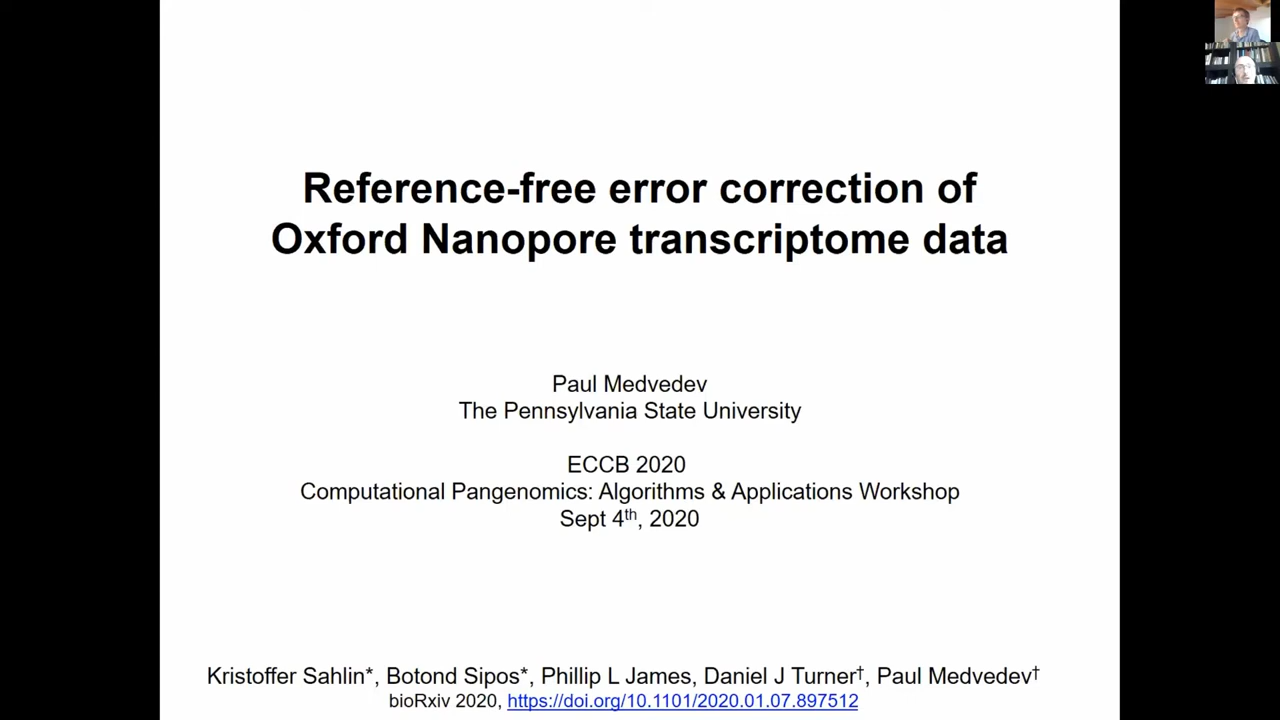 Reference-free error correction of
Oxford Nanopore transcriptome data
Paul Medvedev
The Pennsylvania State University
ECCB 2020
Computational Pangenomics: Algorithms & Applications Workshop
Sept 4th, 2020
Kristoffer Sahlin*, Botond Sipos*, Phillip L James, Daniel J Turner†, Paul Medvedev†
bioRxiv 2020, https://doi.org/10.1101/2020.01.07.897512